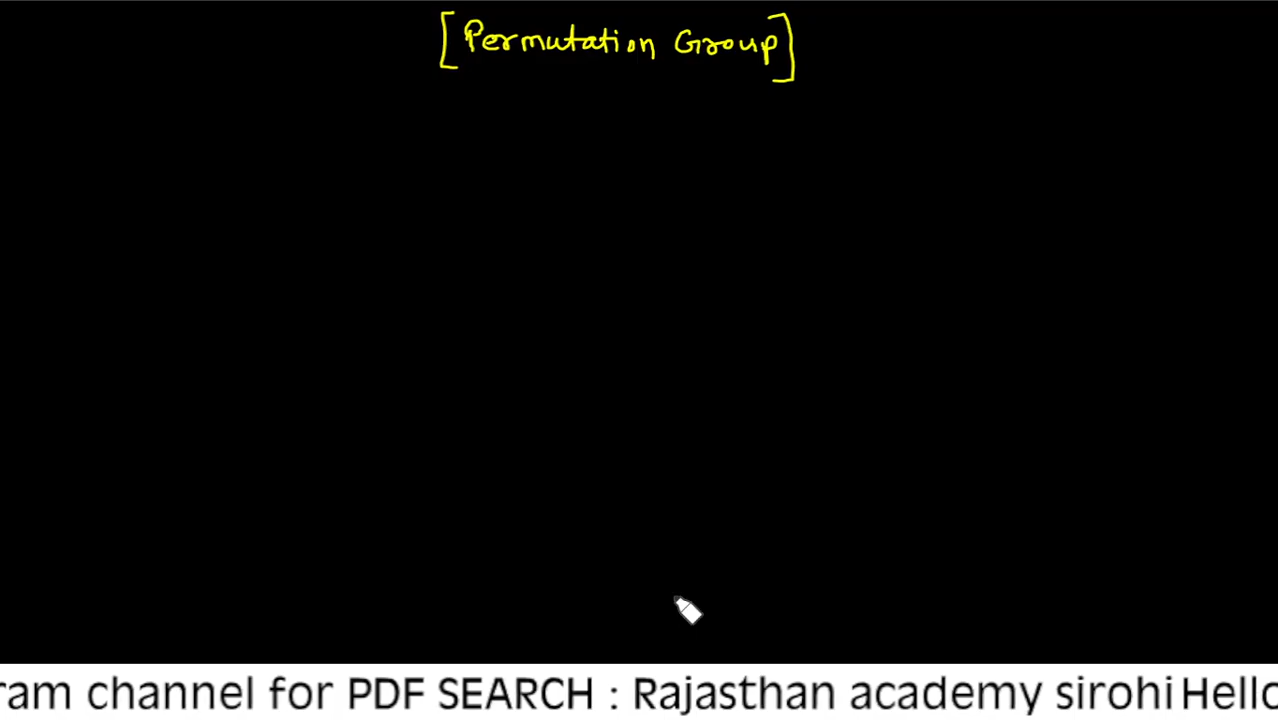 [Permutation Group]
ram channel for PDF SEARCH : Rajasthan academy sirohi Hello